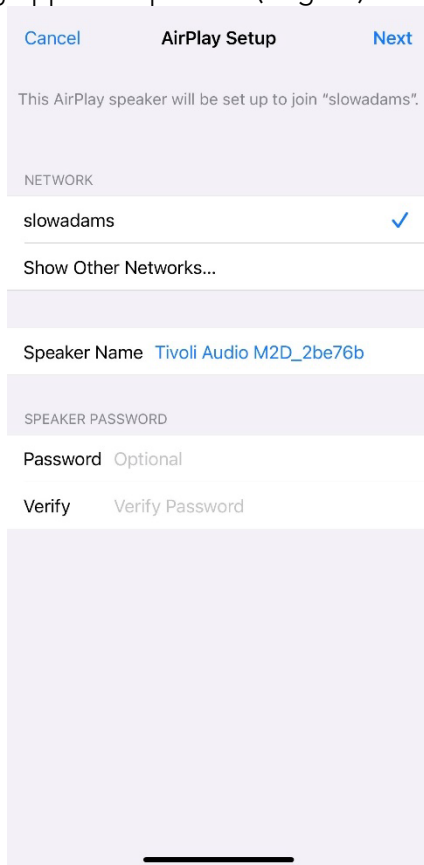 Cancel AirPlay Setup Next
This AirPlay speaker will be set up to join “slowadams”.
NETWORK
slowadams
Show Other Networks...
Speaker Name Tivoli Audio M2D_2be76b
SPEAKER PASSWORD
Password Optional
Verify Verify Password